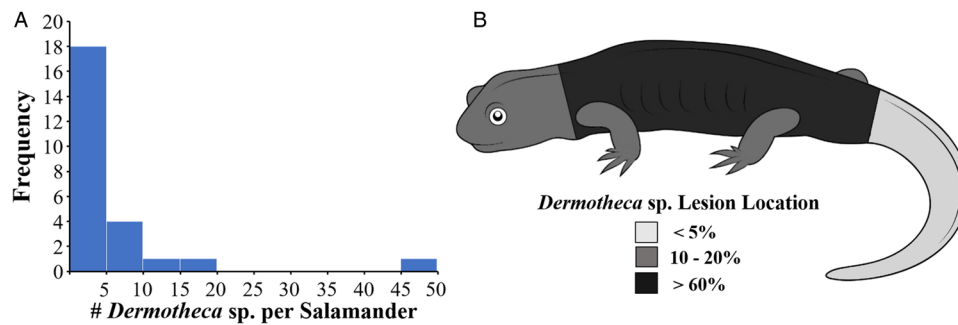 A
20
18
16
14
12
10
8
6
4
2
0
Frequency
5 10 15 20 25 30 35 40 45 50
# Dermotheca sp. per Salamander
B
Dermotheca sp. Lesion Location
< 5%
10 - 20%
> 60%